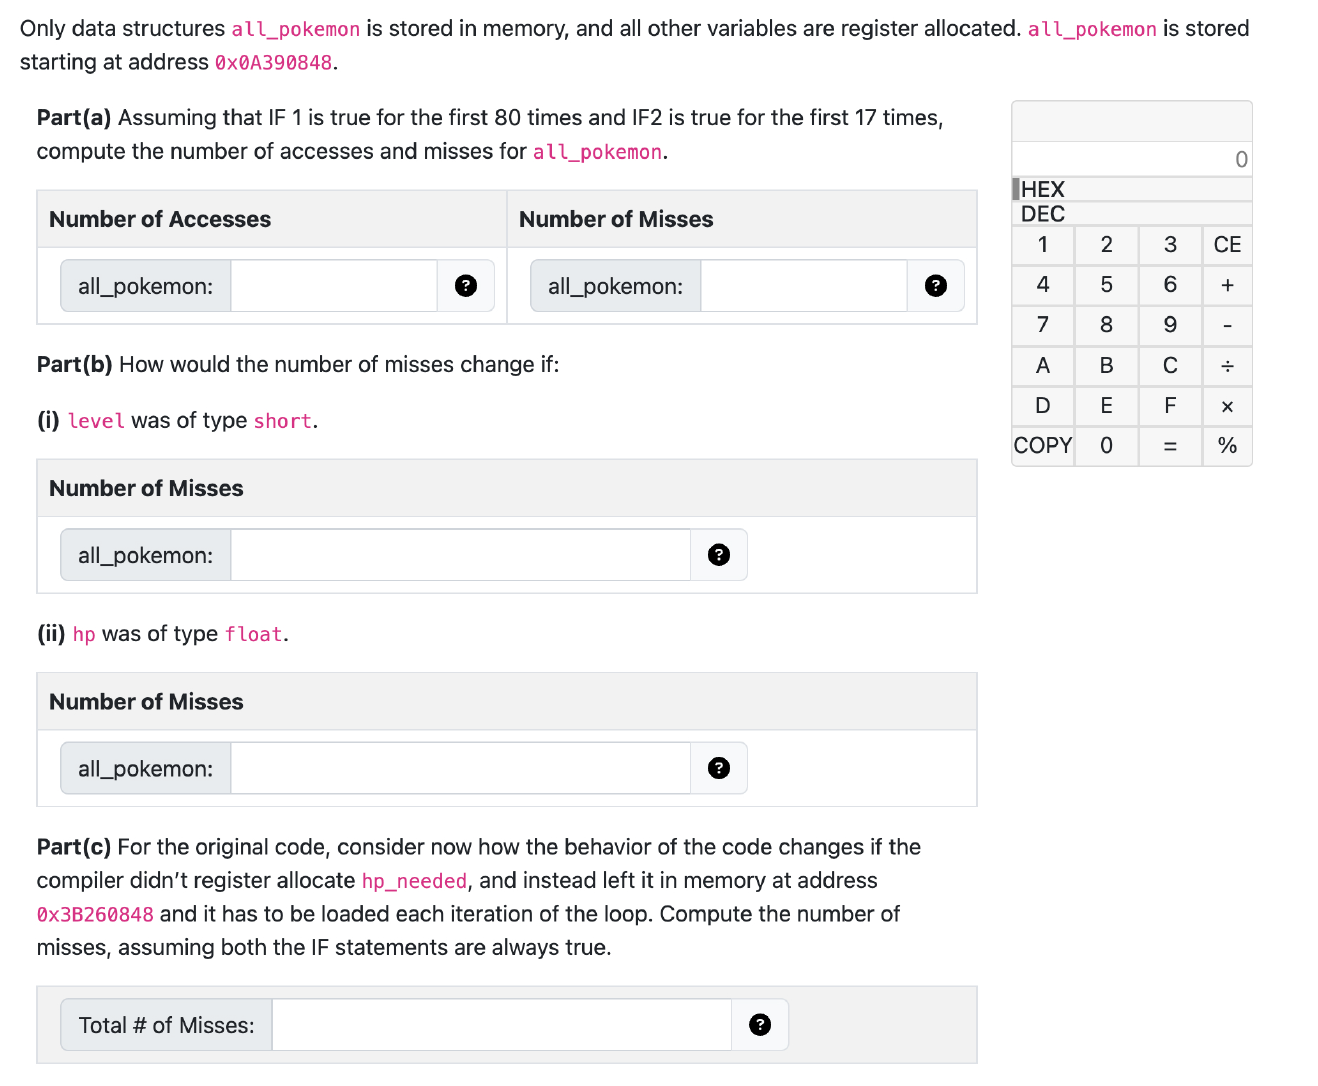 Only data structures all_pokemon is stored in memory, and all other variables are register allocated. all_pokemon is stored
starting at address 0x0A390848.
Part(a) Assuming that IF 1 is true for the first 80 times and IF2 is true for the first 17 times,
compute the number of accesses and misses for all_pokemon.
Number of Accesses
Number of Misses
all_pokemon:
?
all_pokemon:
?
Part(b) How would the number of misses change if:
(i) level was of type short.
Number of Misses
all_pokemon:
?
(ii) hp was of type float.
Number of Misses
all_pokemon:
?
Part(c) For the original code, consider now how the behavior of the code changes if the
compiler didn't register allocate hp_needed, and instead left it in memory at address
0x3B260848 and it has to be loaded each iteration of the loop. Compute the number of
misses, assuming both the IF statements are always true.
Total # of Misses:
?
0
HEX
DEC
1 2 3 CE
4 5 6 +
7 8 9 -
A B C ÷
D E F ×
COPY 0 = %